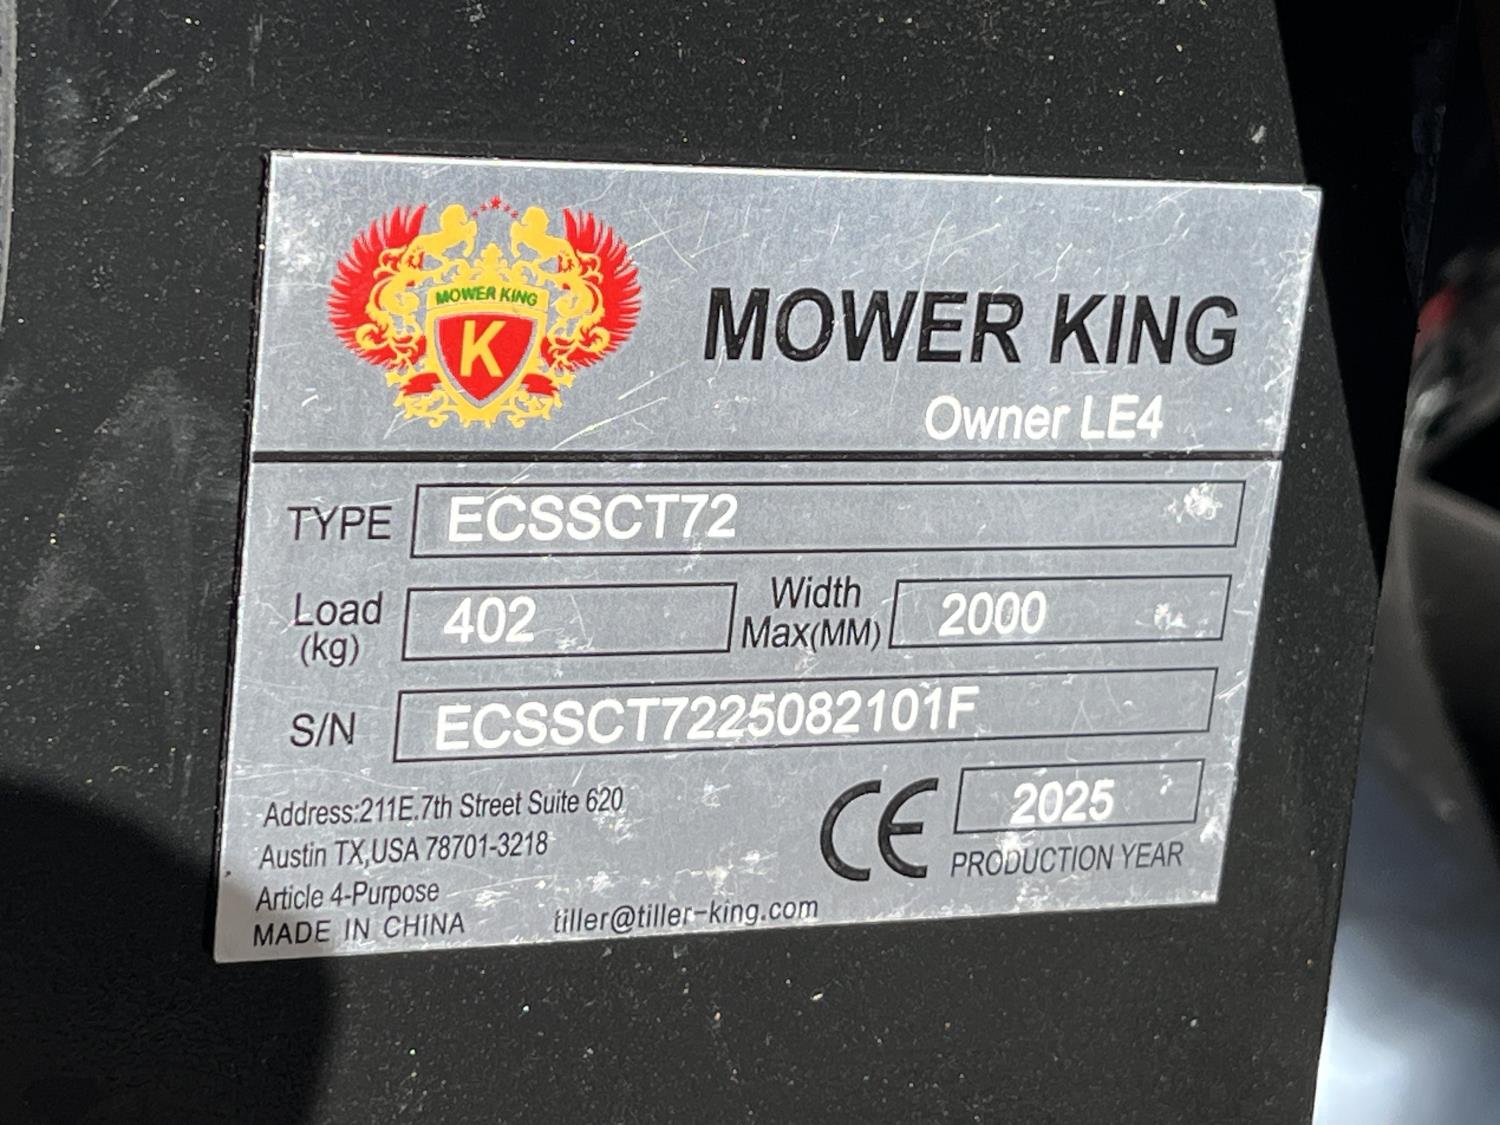 MOWER KING
K
MOWER KING
Owner LE4
TYPE ECSSCT72
Load (kg) 402 Width Max(MM) 2000
S/N ECSSCT7225082101F
Address:211E.7th Street Suite 620
Austin TX,USA 78701-3218
Article 4-Purpose
MADE IN CHINA tiller@tiller-king.com
CE 2025
PRODUCTION YEAR